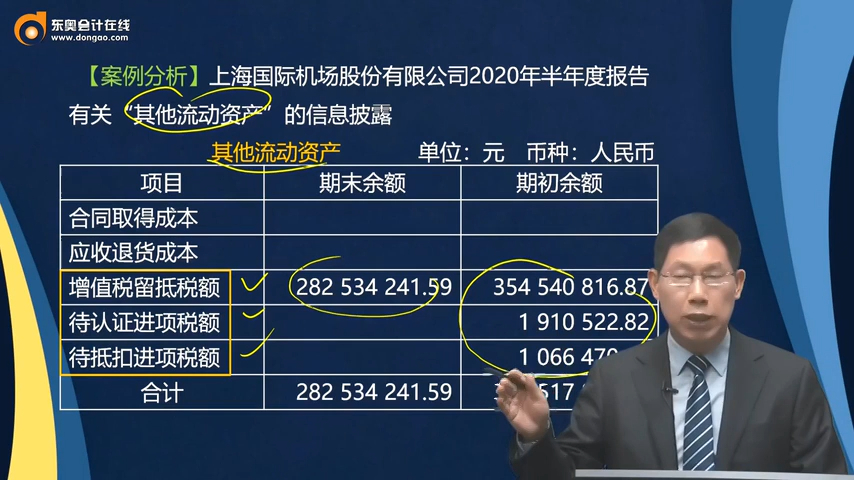 东奥会计在线
www.dongao.com
【案例分析】上海国际机场股份有限公司2020年半年度报告
有关“其他流动资产”的信息披露
其他流动资产 单位：元 币种：人民币
项目 期末余额 期初余额
合同取得成本
应收退货成本
增值税留抵税额 282 534 241.59 354 540 816.87
待认证进项税额 1 910 522.82
待抵扣进项税额 1 066 470
合计 282 534 241.59 517